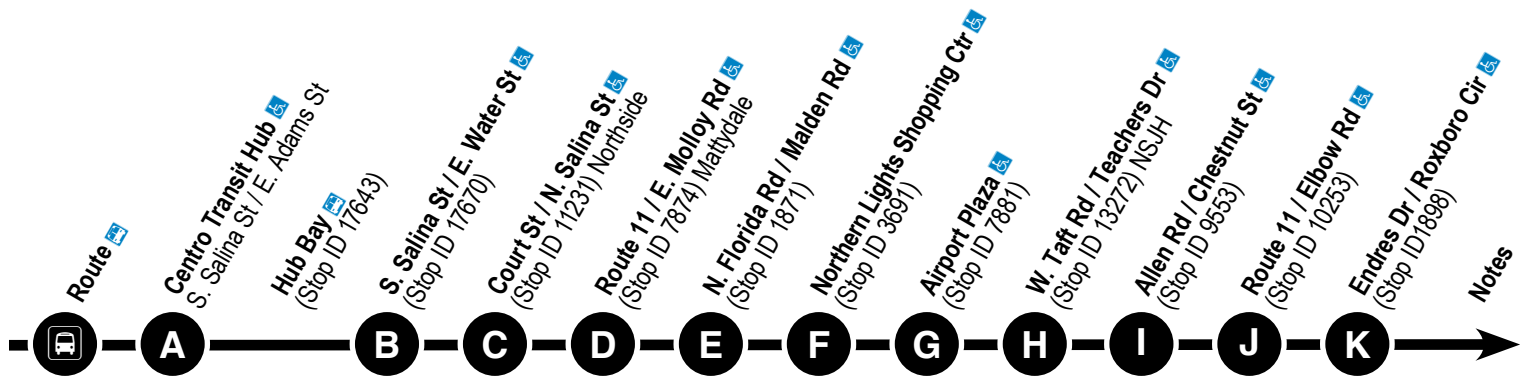 Route
Centro Transit Hub
S. Salina St / E. Adams St
Hub Bay
(Stop ID 17643)
S. Salina St / E. Water St
(Stop ID 17670)
Court St / N. Salina St
(Stop ID 11231) Northside
Route 11 / E. Molloy Rd
(Stop ID 7874) Mattydale
N. Florida Rd / Malden Rd
(Stop ID 1871)
Northern Lights Shopping Ctr
(Stop ID 3691)
Airport Plaza
(Stop ID 7881)
W. Taft Rd / Teachers Dr
(Stop ID 13272) NSJH
Allen Rd / Chestnut St
(Stop ID 9553)
Route 11 / Elbow Rd
(Stop ID 10253)
Endres Dr / Roxboro Cir
(Stop ID1898)
Notes
A B C D E F G H I J K